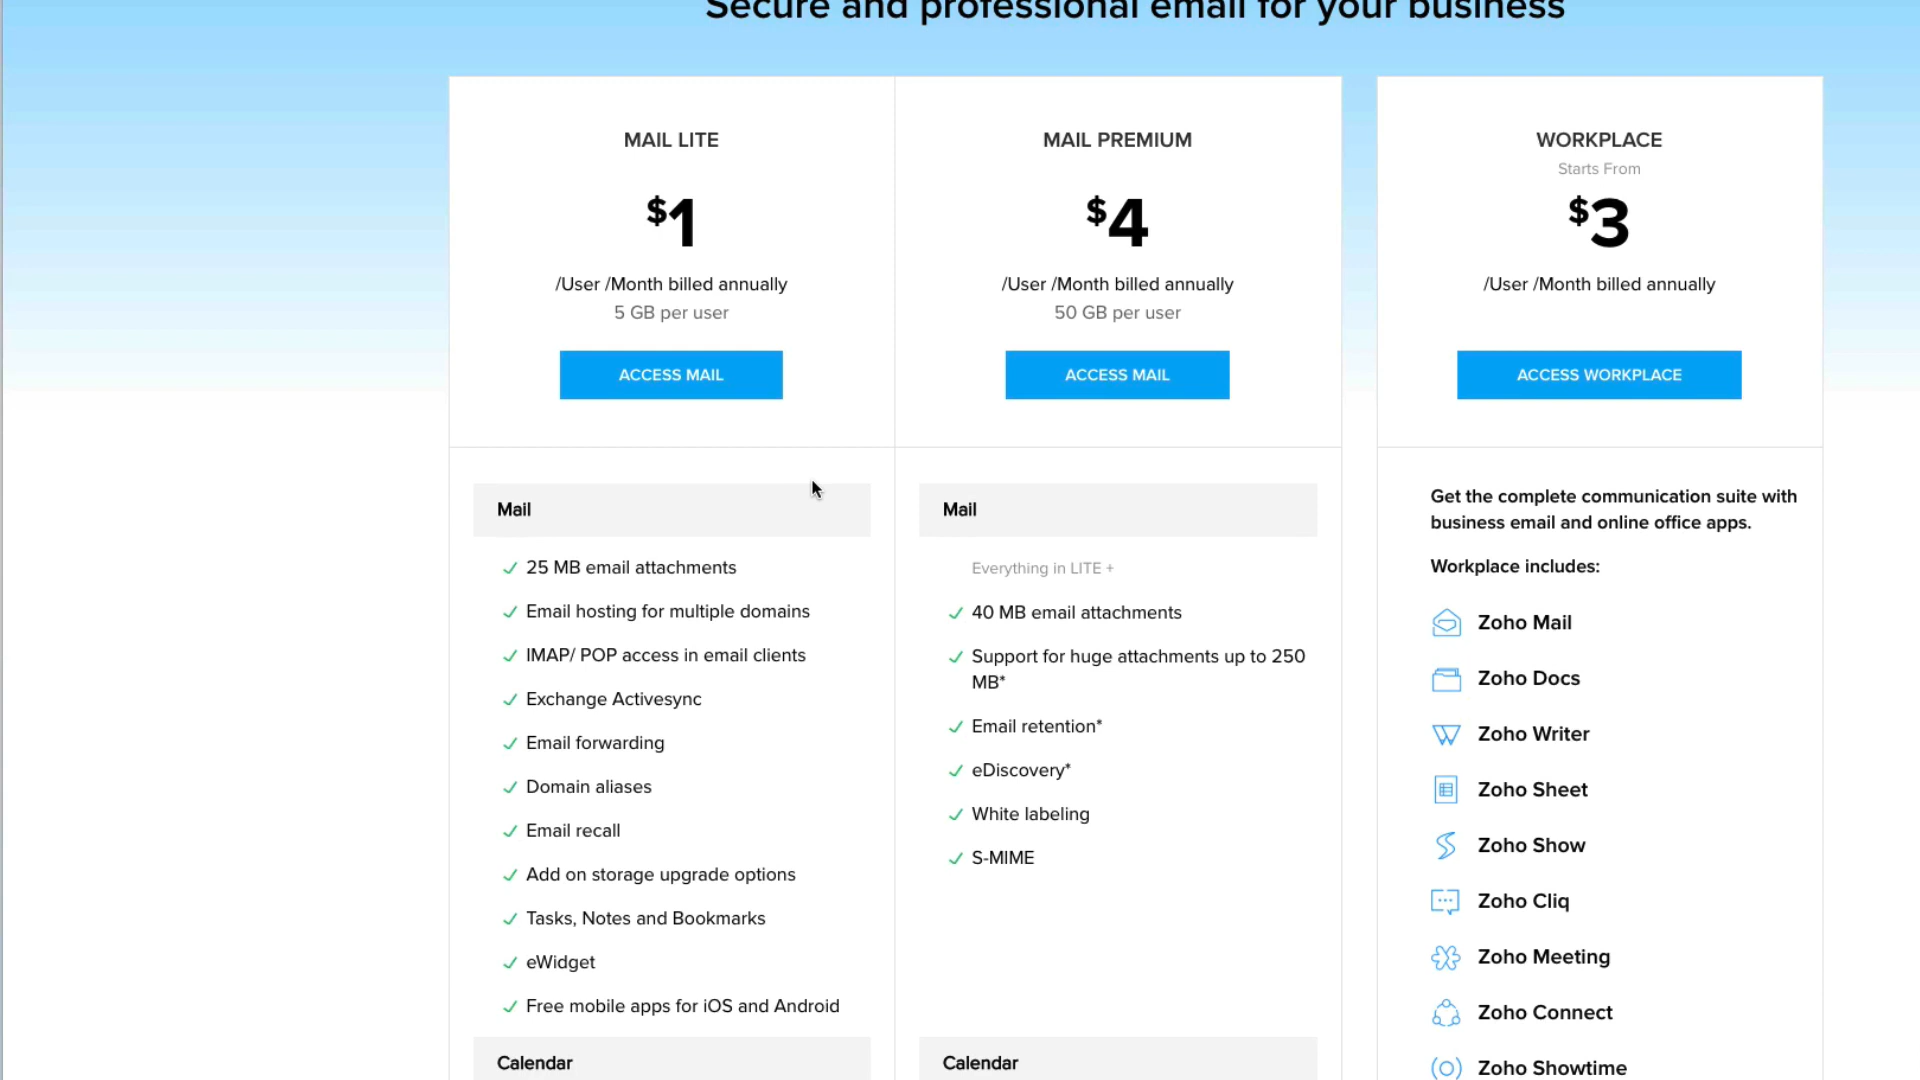 Secure and professional email for your business
MAIL LITE
$1
/User /Month billed annually
5 GB per user
ACCESS MAIL
Mail
25 MB email attachments
Email hosting for multiple domains
IMAP/ POP access in email clients
Exchange Activesync
Email forwarding
Domain aliases
Email recall
Add on storage upgrade options
Tasks, Notes and Bookmarks
eWidget
Free mobile apps for iOS and Android
Calendar
MAIL PREMIUM
$4
/User /Month billed annually
50 GB per user
ACCESS MAIL
Mail
Everything in LITE +
40 MB email attachments
Support for huge attachments up to 250
MB*
Email retention*
eDiscovery*
White labeling
S-MIME
Calendar
WORKPLACE
Starts From
$3
/User /Month billed annually
ACCESS WORKPLACE
Get the complete communication suite with
business email and online office apps.
Workplace includes:
Zoho Mail
Zoho Docs
Zoho Writer
Zoho Sheet
Zoho Show
Zoho Cliq
Zoho Meeting
Zoho Connect
Zoho Showtime